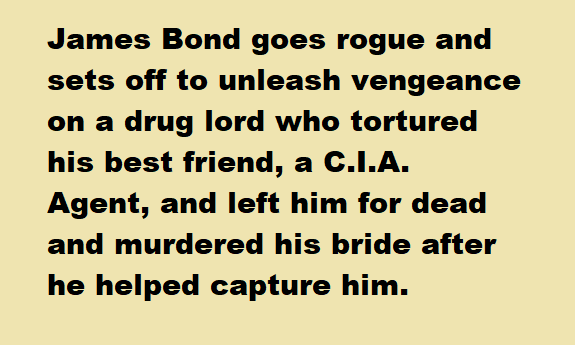 James Bond goes rogue and
sets off to unleash vengeance
on a drug lord who tortured
his best friend, a C.I.A.
Agent, and left him for dead
and murdered his bride after
he helped capture him.